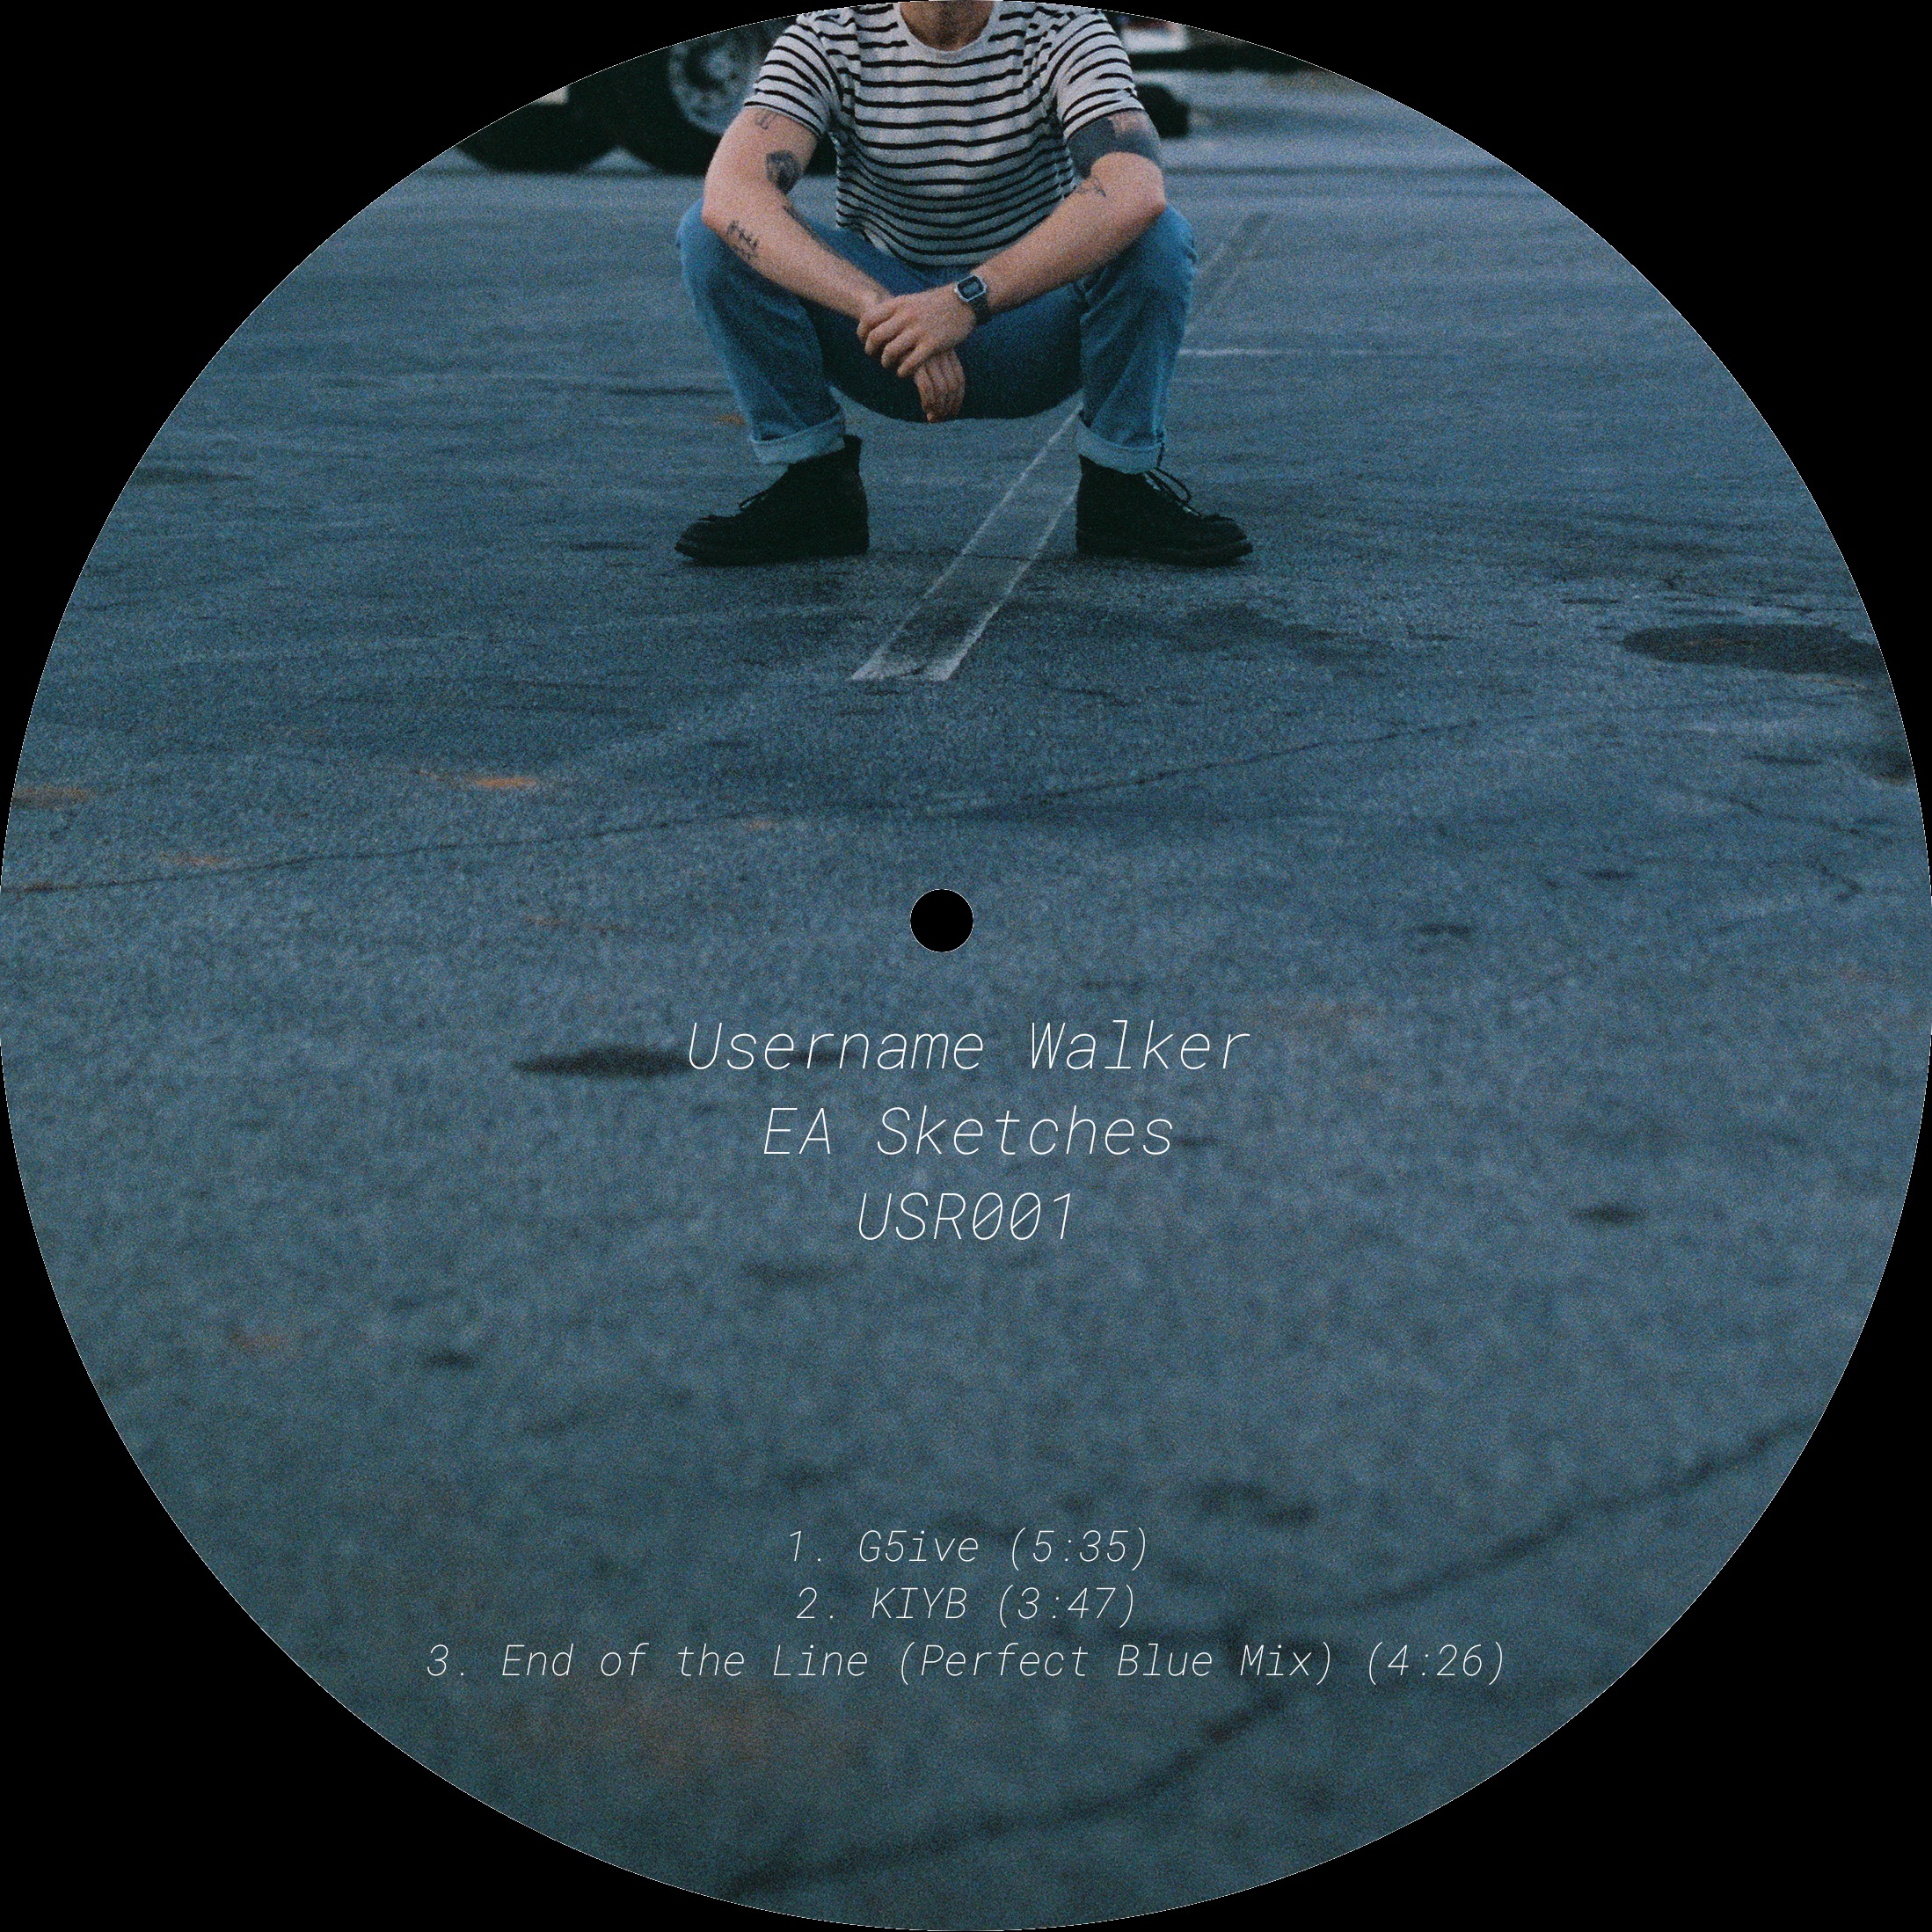 Username Walker
EA Sketches
USR001
1. G5ive (5:35)
2. KIYB (3:47)
3. End of the Line (Perfect Blue Mix) (4:26)